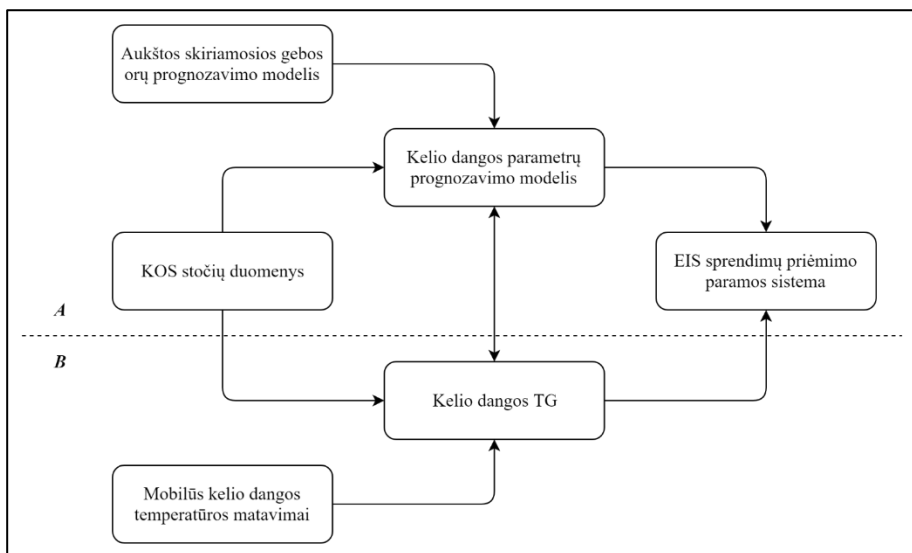 Aukštos skiriamosios gebos
orų prognozavimo modelis
Kelio dangos parametrų
prognozavimo modelis
KOS stočių duomenys
EIS sprendimų priėmimo
paramos sistema
A
B
Kelio dangos TG
Mobilūs kelio dangos
temperatūros matavimai